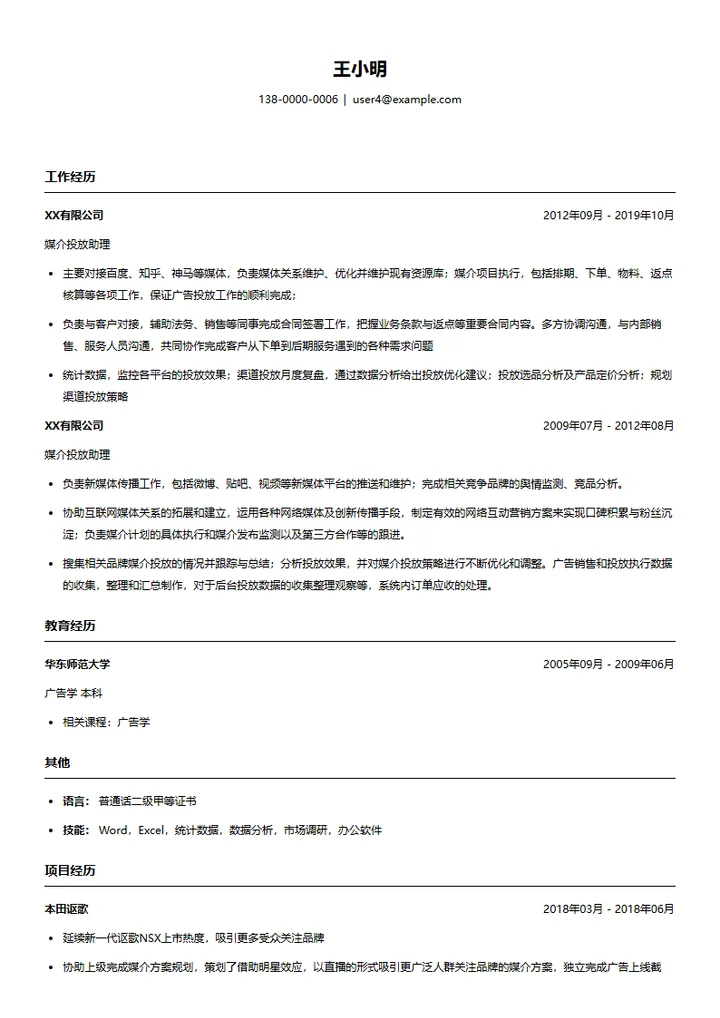 王小明
138-0000-0006 | user4@example.com
工作经历
XX有限公司 2012年09月 - 2019年10月
媒介投放助理
• 主要对接百度、知乎、神马等媒体，负责媒体关系维护、优化并维护现有资源库；媒介项目执行，包括排期、下单、物料、返点
核算等各项工作，保证广告投放工作的顺利完成；
• 负责与客户对接，辅助法务、销售等同事完成合同签署工作，把握业务条款与返点等重要合同内容。多方协调沟通，与内部销
售、服务人员沟通，共同协作完成客户从下单到后期服务遇到的各种需求问题
• 统计数据，监控各平台的投放效果；渠道投放月度复盘，通过数据分析给出投放优化建议；投放选品分析及产品定价分析；规划
渠道投放策略
XX有限公司 2009年07月 - 2012年08月
媒介投放助理
• 负责新媒体传播工作，包括微博、贴吧、视频等新媒体平台的推送和维护；完成相关竞争品牌的舆情监测、竞品分析。
• 协助互联网媒体关系的拓展和建立，运用各种网络媒体及创新传播手段，制定有效的网络互动营销方案来实现口碑积累与粉丝沉
淀；负责媒介计划的具体执行和媒介发布监测以及第三方合作等的跟进。
• 搜集相关品牌媒介投放的情况并跟踪与总结；分析投放效果，并对媒介投放策略进行不断优化和调整。广告销售和投放执行数据
的收集，整理和汇总制作，对于后台投放数据的收集整理观察等，系统内订单应收的处理。
教育经历
华东师范大学 2005年09月 - 2009年06月
广告学 本科
• 相关课程：广告学
其他
• 语言： 普通话二级甲等证书
• 技能： Word，Excel，统计数据，数据分析，市场调研，办公软件
项目经历
本田讴歌 2018年03月 - 2018年06月
• 延续新一代讴歌NSX上市热度，吸引更多受众关注品牌
• 协助上级完成媒介方案规划，策划了借助明星效应，以直播的形式吸引更广泛人群关注品牌的媒介方案，独立完成广告上线截